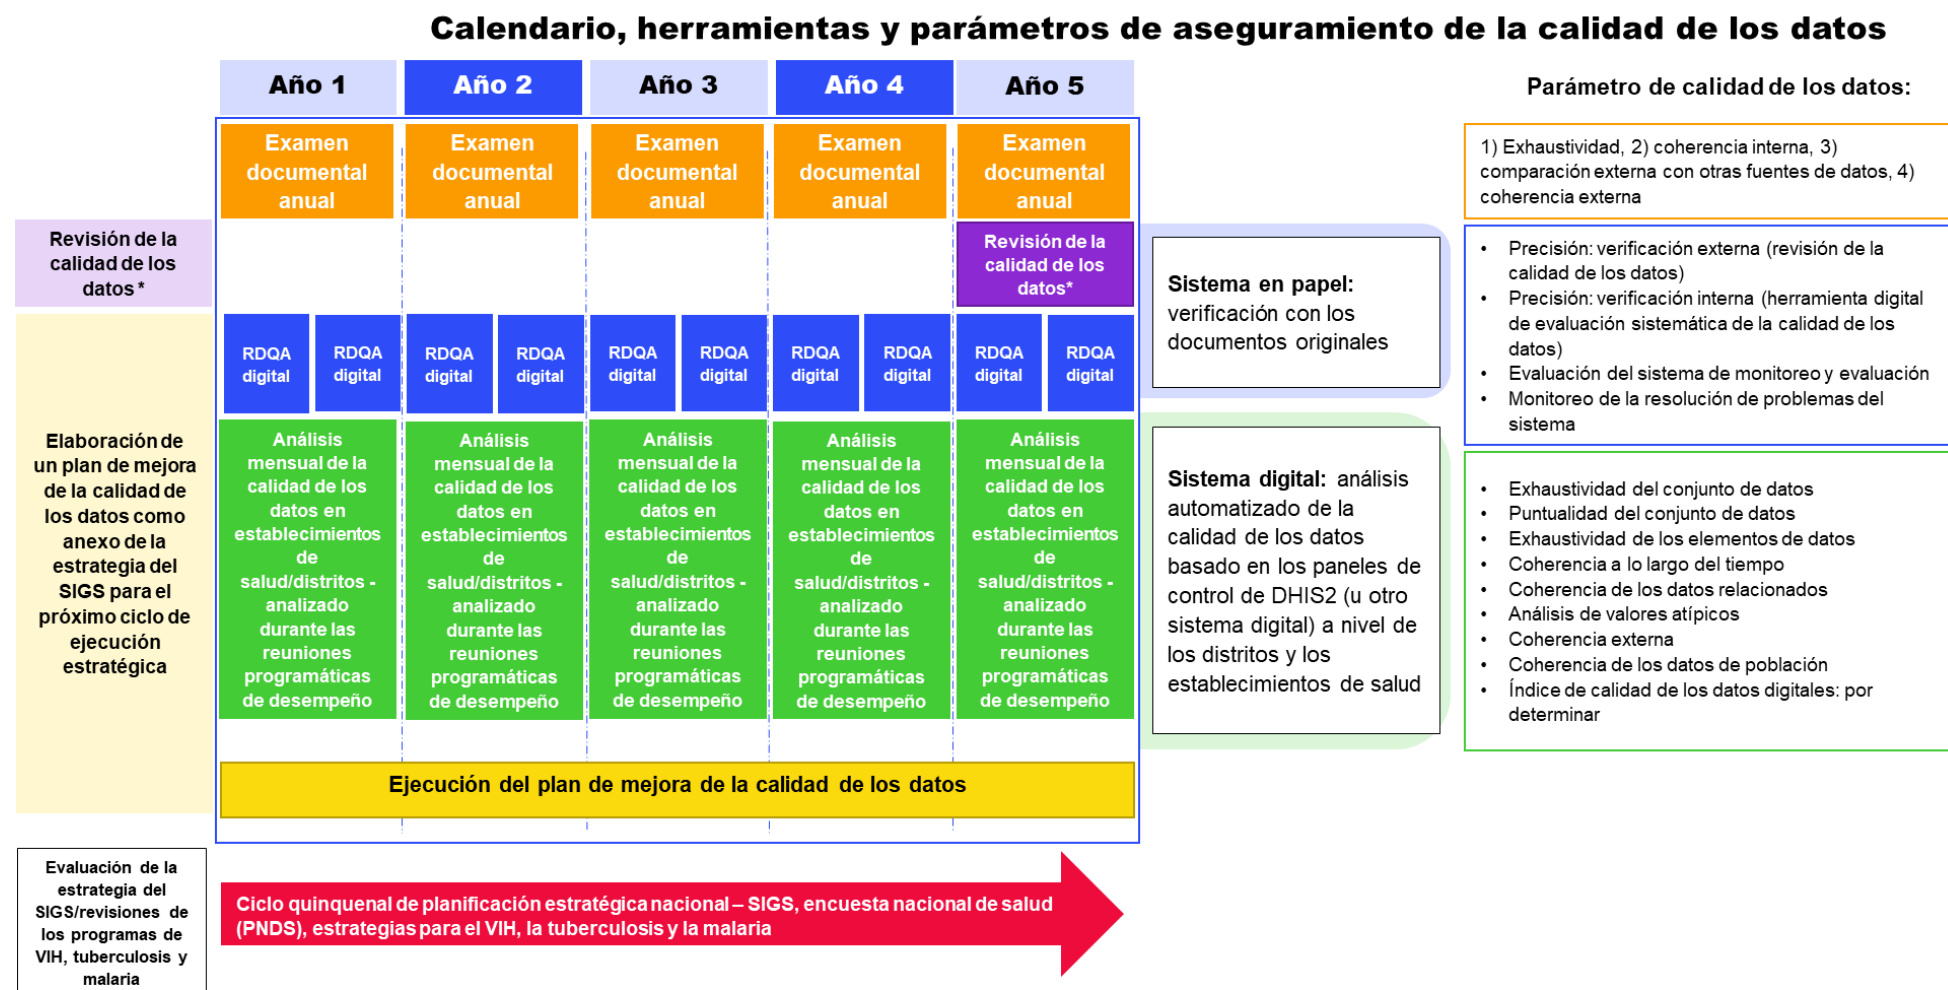 Calendario, herramientas y parámetros de aseguramiento de la calidad de los datos
Año 1
Año 2
Año 3
Año 4
Año 5
Parámetro de calidad de los datos:
Examen
documental
anual
Examen
documental
anual
Examen
documental
anual
Examen
documental
anual
Examen
documental
anual
1) Exhaustividad, 2) coherencia interna, 3)
comparación externa con otras fuentes de datos, 4)
coherencia externa
Revisión de la
calidad de los
datos *
Revisión de la
calidad de los
datos*
Sistema en papel:
verificación con los
documentos originales
• Precisión: verificación externa (revisión de la
calidad de los datos)
• Precisión: verificación interna (herramienta digital
de evaluación sistemática de la calidad de los
datos)
• Evaluación del sistema de monitoreo y evaluación
• Monitoreo de la resolución de problemas del
sistema
RDQA
digital
RDQA
digital
RDQA
digital
RDQA
digital
RDQA
digital
RDQA
digital
RDQA
digital
RDQA
digital
RDQA
digital
RDQA
digital
Elaboración de
un plan de mejora
de la calidad de
los datos como
anexo de la
estrategia del
SIGS para el
próximo ciclo de
ejecución
estratégica
Análisis
mensual de la
calidad de los
datos en
establecimientos
de
salud/distritos -
analizado
durante las
reuniones
programáticas
de desempeño
Análisis
mensual de la
calidad de los
datos en
establecimientos
de
salud/distritos -
analizado
durante las
reuniones
programáticas
de desempeño
Análisis
mensual de la
calidad de los
datos en
establecimientos
de
salud/distritos -
analizado
durante las
reuniones
programáticas
de desempeño
Análisis
mensual de la
calidad de los
datos en
establecimientos
de
salud/distritos -
analizado
durante las
reuniones
programáticas
de desempeño
Análisis
mensual de la
calidad de los
datos en
establecimientos
de
salud/distritos -
analizado
durante las
reuniones
programáticas
de desempeño
Sistema digital: análisis
automatizado de la
calidad de los datos
basado en los paneles de
control de DHIS2 (u otro
sistema digital) a nivel de
los distritos y los
establecimientos de salud
• Exhaustividad del conjunto de datos
• Puntualidad del conjunto de datos
• Exhaustividad de los elementos de datos
• Coherencia a lo largo del tiempo
• Coherencia de los datos relacionados
• Análisis de valores atípicos
• Coherencia externa
• Coherencia de los datos de población
• Índice de calidad de los datos digitales: por
determinar
Ejecución del plan de mejora de la calidad de los datos
Evaluación de la
estrategia del
SIGS/revisiones de
los programas de
VIH, tuberculosis y
malaria
Ciclo quinquenal de planificación estratégica nacional – SIGS, encuesta nacional de salud
(PNDS), estrategias para el VIH, la tuberculosis y la malaria